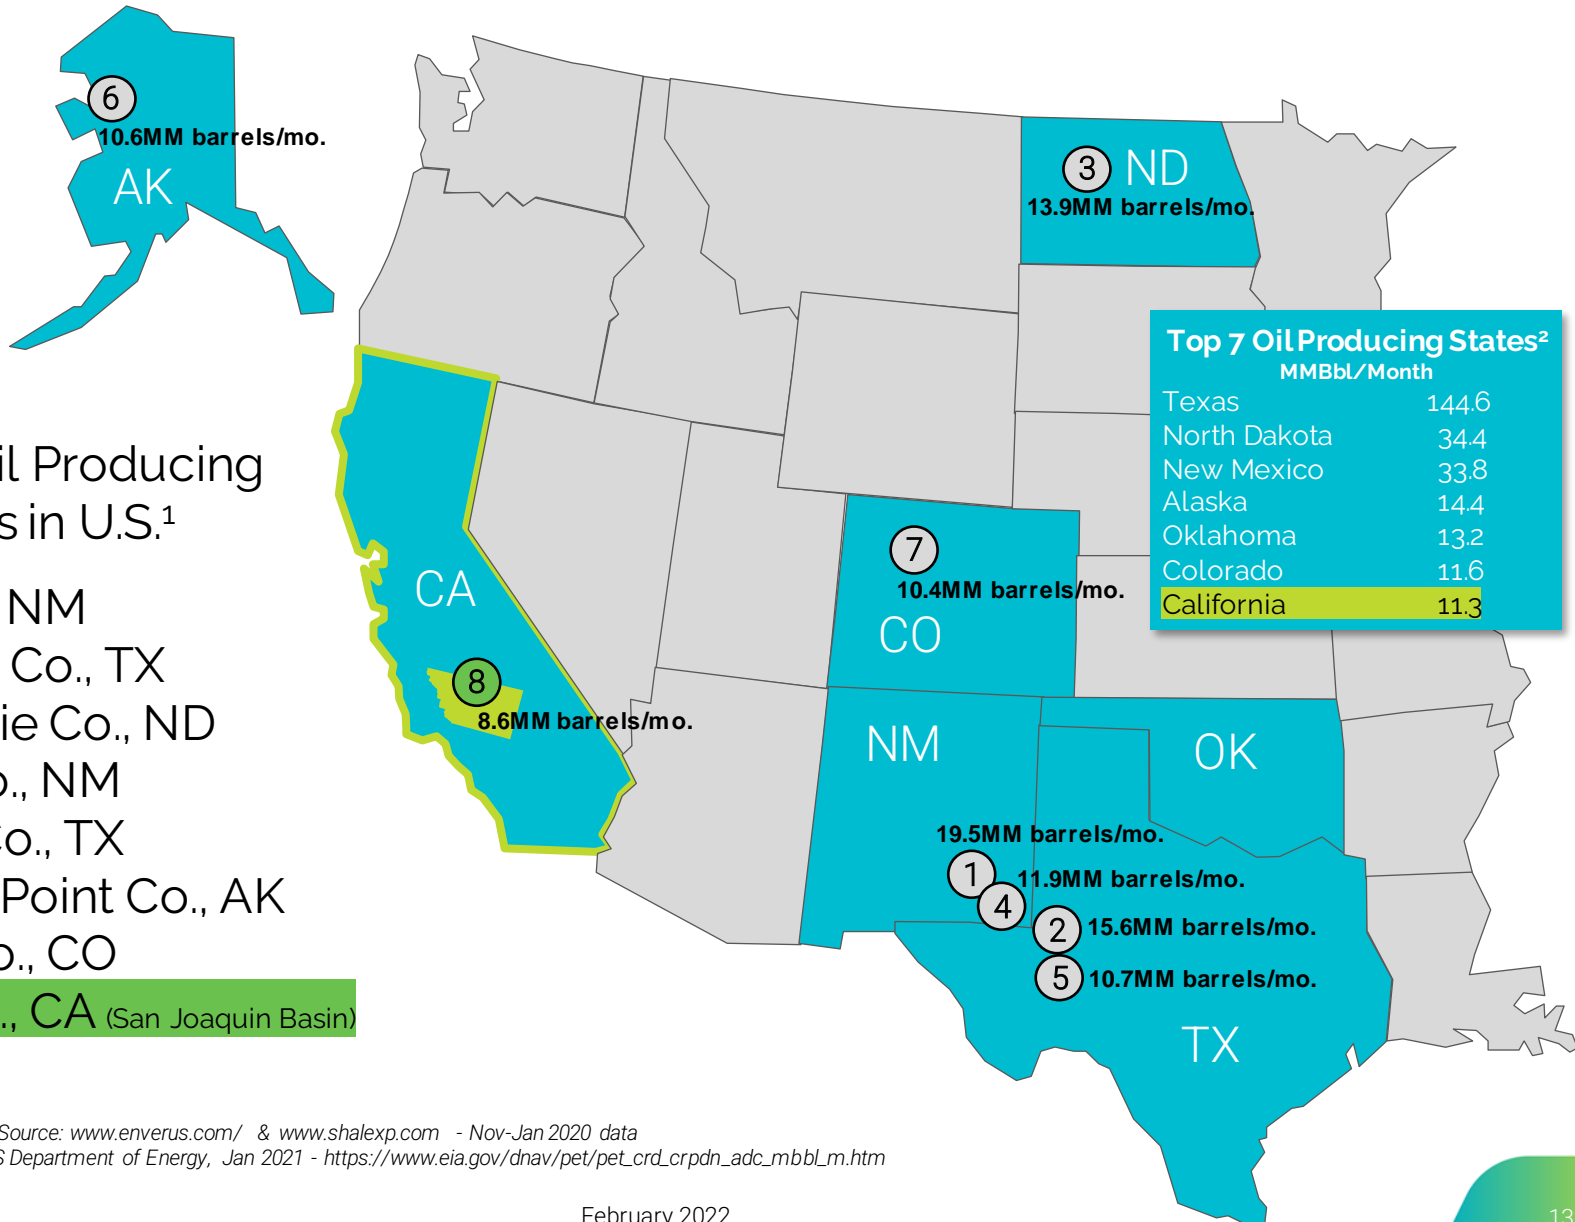 6
10.6MM barrels/mo.
AK
3 ND
13.9MM barrels/mo.
Top 7 Oil Producing States²
MMBbl/Month
Texas 144.6
North Dakota 34.4
New Mexico 33.8
Alaska 14.4
Oklahoma 13.2
Colorado 11.6
California 11.3
il Producing
s in U.S.¹
NM
Co., TX
ie Co., ND
o., NM
Co., TX
Point Co., AK
o., CO
., CA (San Joaquin Basin)
CA
8
8.6MM barrels/mo.
7
10.4MM barrels/mo.
CO
NM
OK
19.5MM barrels/mo.
1
11.9MM barrels/mo.
4
2 15.6MM barrels/mo.
5 10.7MM barrels/mo.
TX
Source: www.enverus.com/ & www.shalexp.com - Nov-Jan 2020 data
S Department of Energy, Jan 2021 - https://www.eia.gov/dnav/pet/pet_crd_crpdn_adc_mbbl_m.htm
February 2022
13